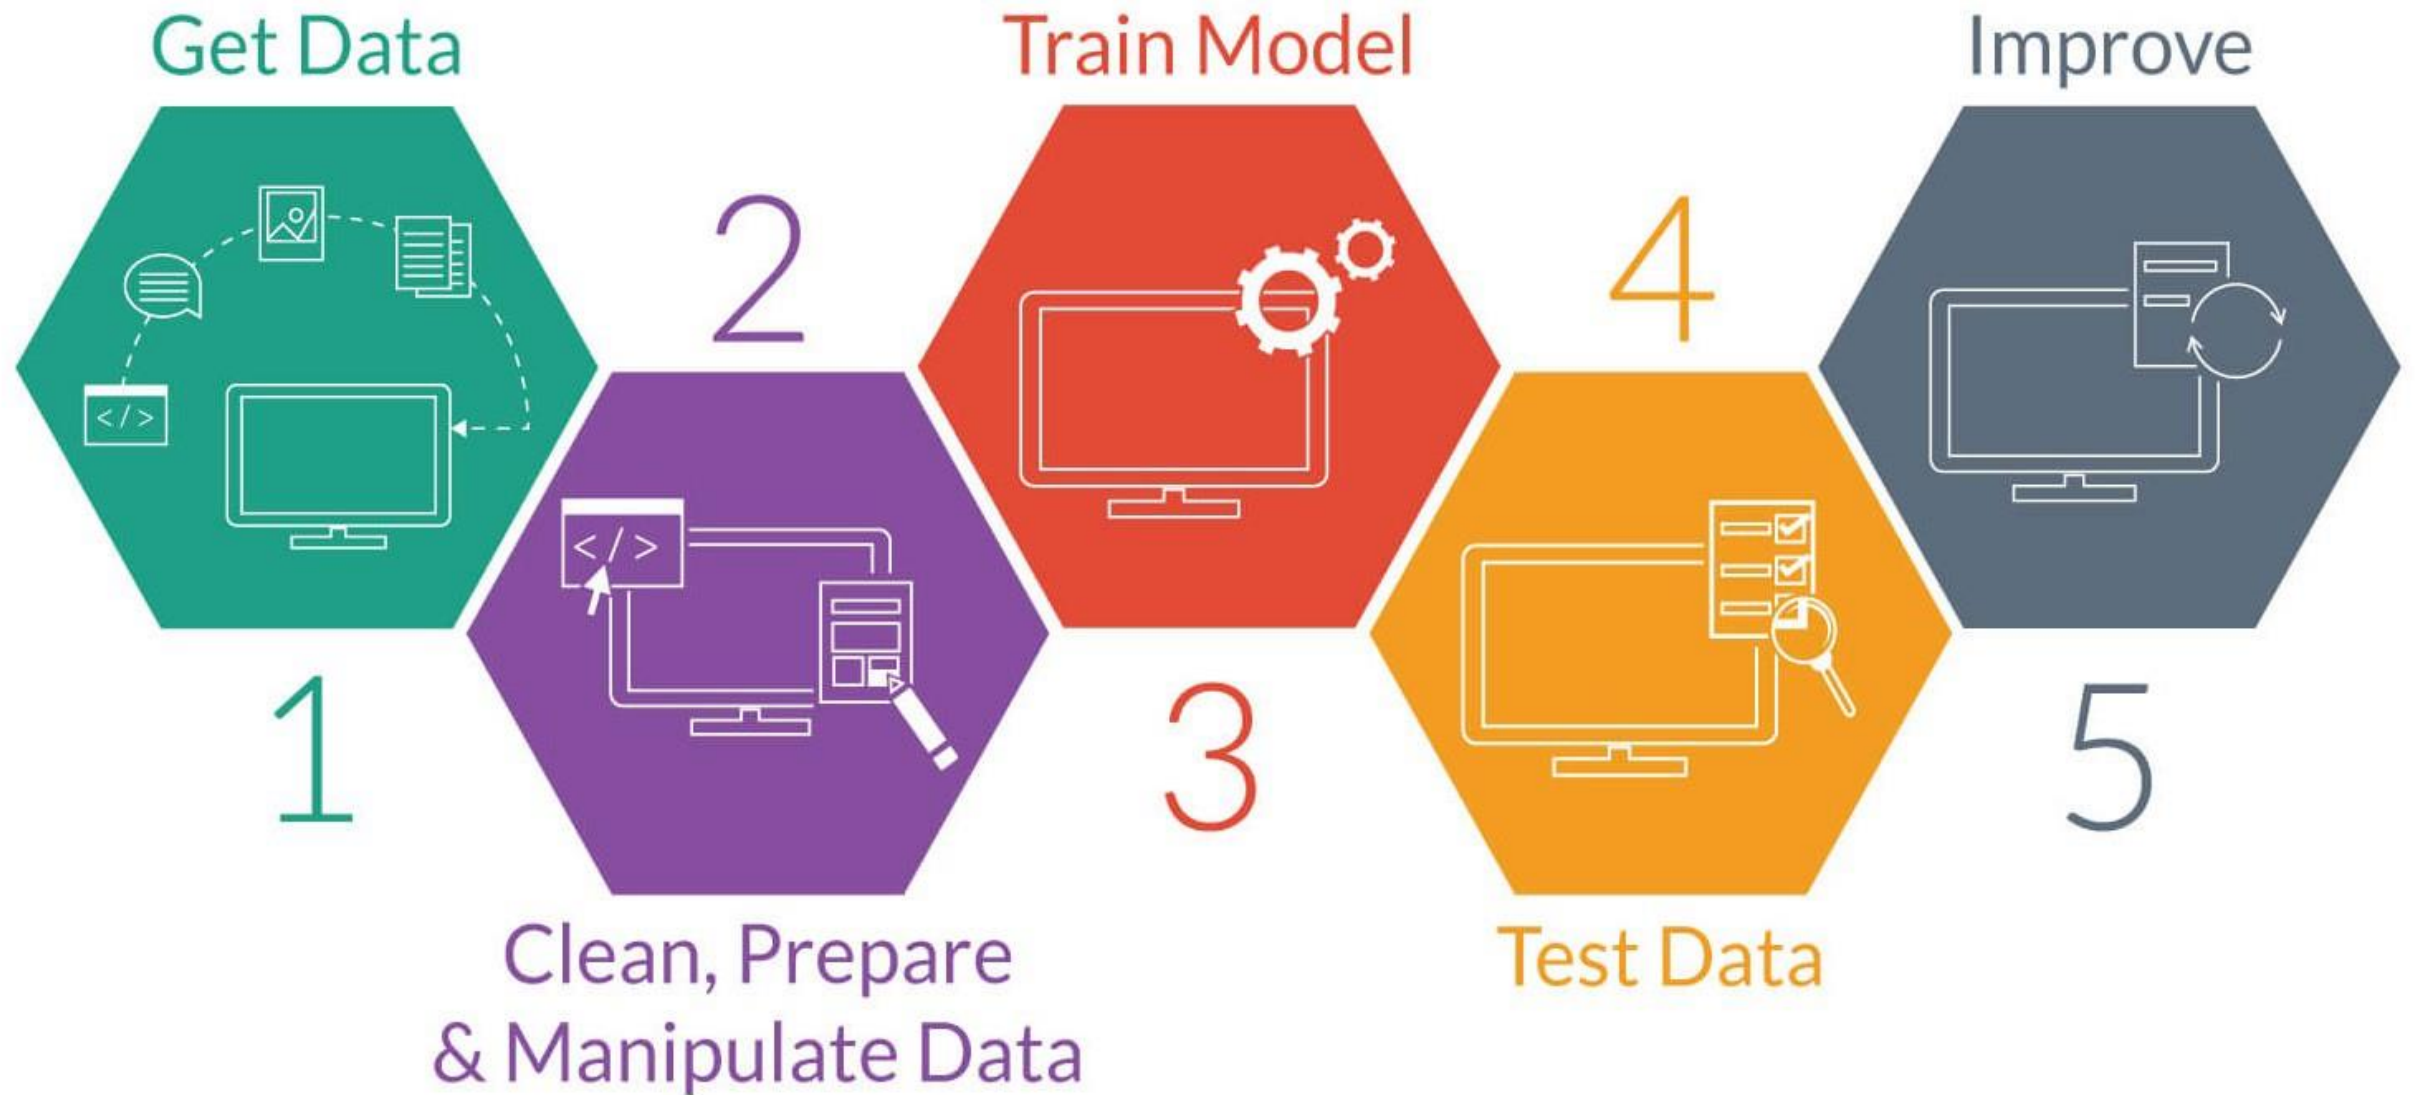 Get Data
1
2
Clean, Prepare
& Manipulate Data
Train Model
3
4
Test Data
Improve
5
</>
</>